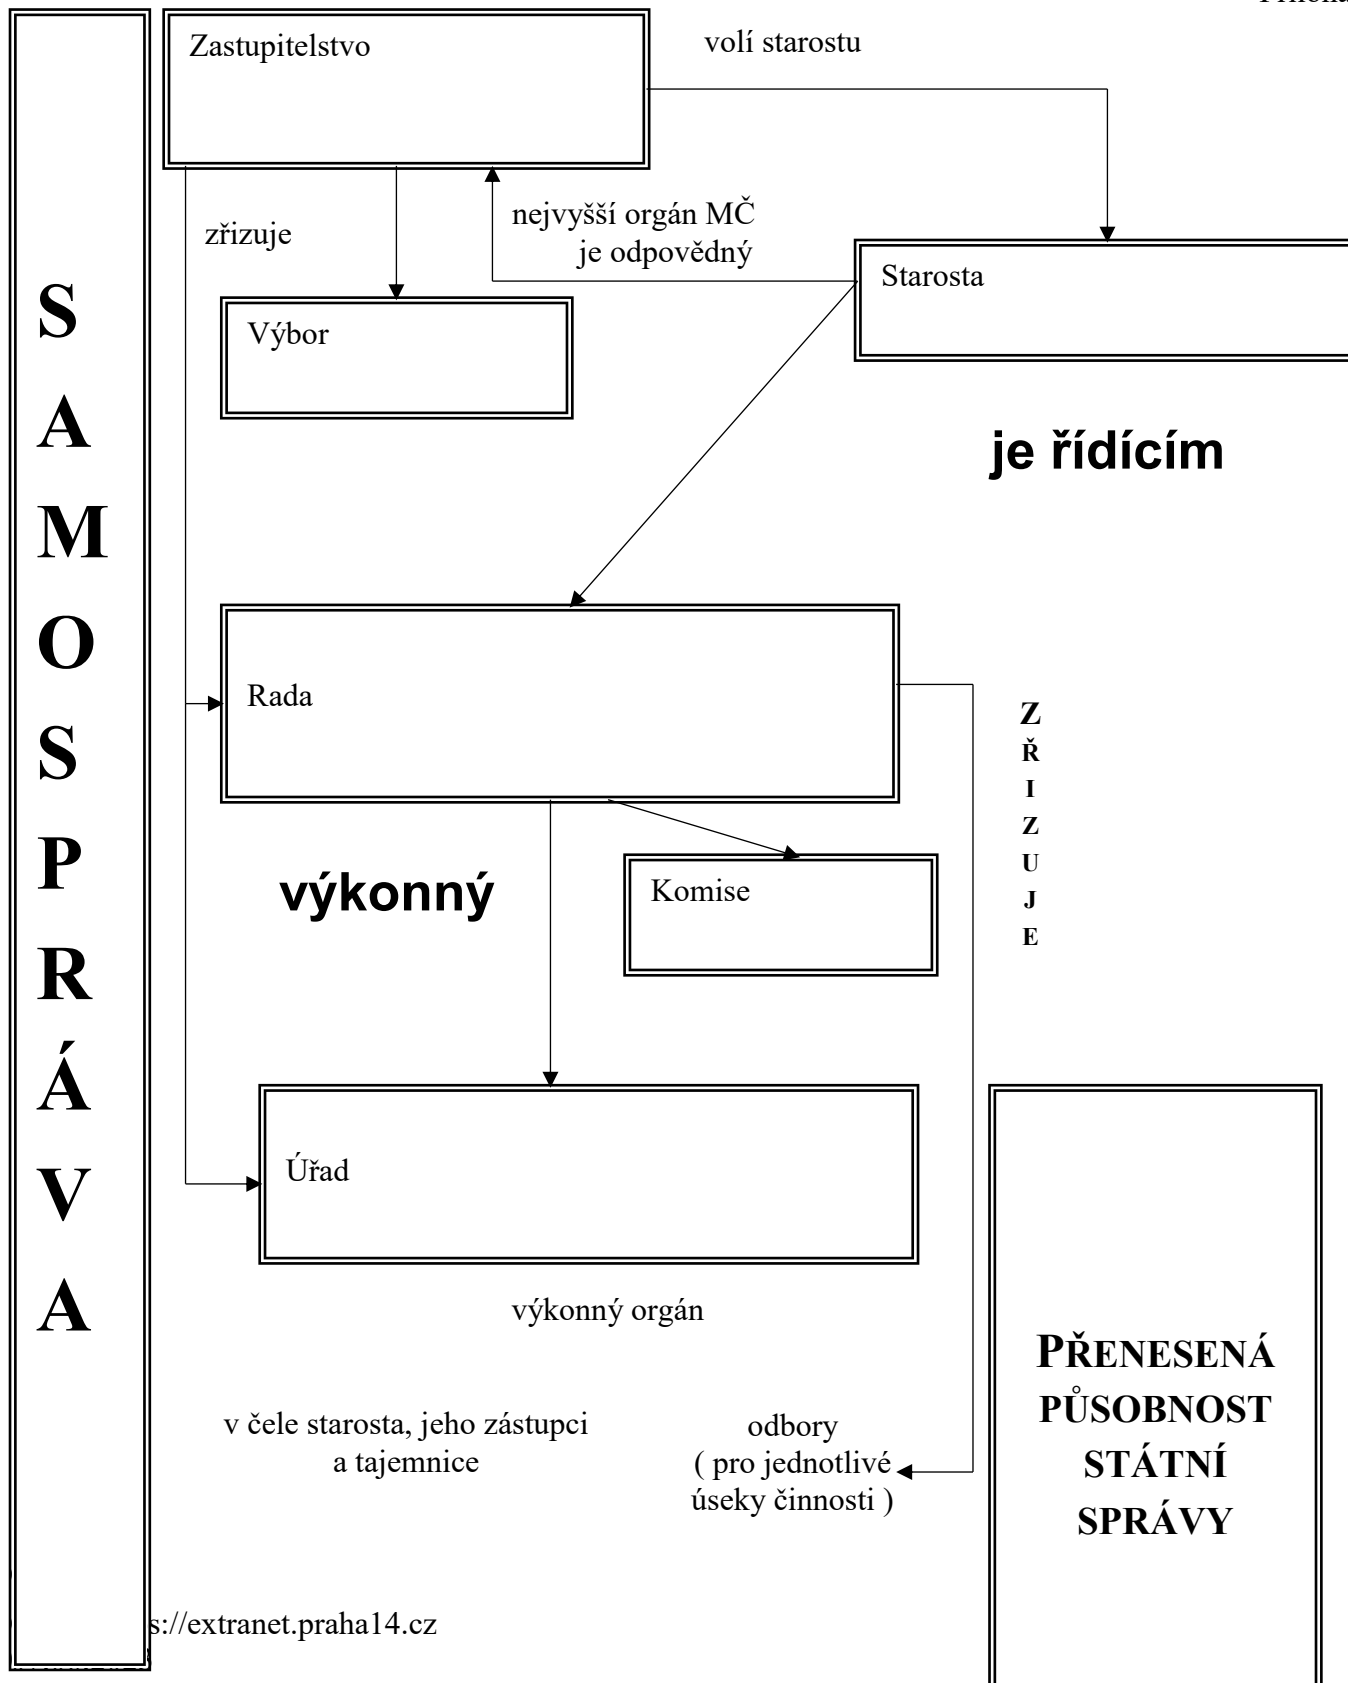 Zastupitelstvo
volí starostu
zřizuje
nejvyšší orgán MČ
je odpovědný
Starosta
Výbor
je řídícím
S
A
M
O
S
P
R
Á
V
A
Rada
Z
Ř
I
Z
U
J
E
výkonný
Komise
Úřad
výkonný orgán
PŘENESENÁ
PŮSOBNOST
STÁTNÍ
SPRÁVY
v čele starosta, jeho zástupci
a tajemnice
odbory
( pro jednotlivé
úseky činnosti )
s://extranet.praha14.cz